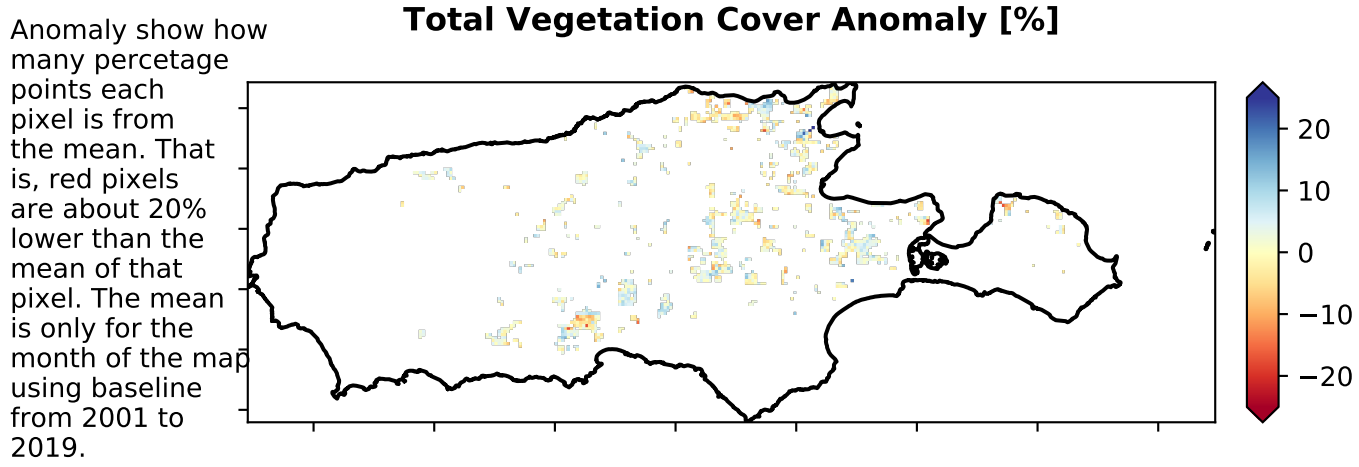 Total Vegetation Cover Anomaly [%]
Anomaly show how
many percetage
points each
pixel is from
the mean. That
is, red pixels
are about 20%
lower than the
mean of that
pixel. The mean
is only for the
month of the map
using baseline
from 2001 to
2019.
20
10
0
−10
−20